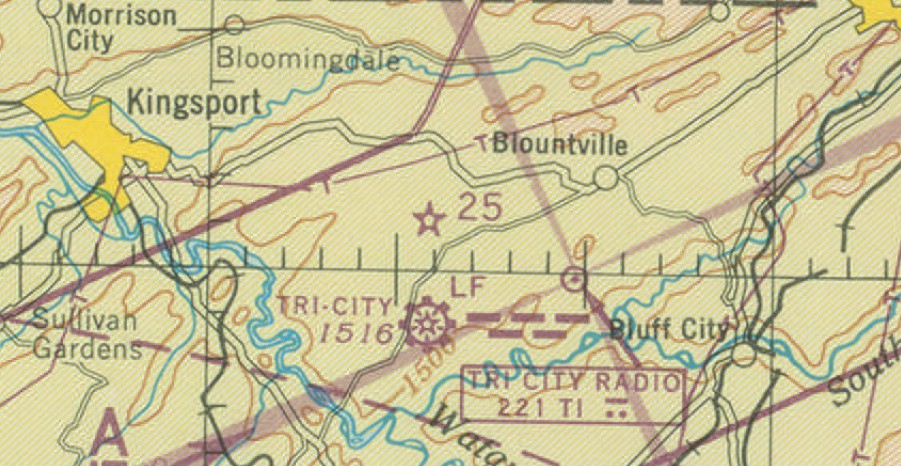 Morrison
City
Bloomingdale
Kingsport
Blountville
25
TRI-CITY
1516
LF
Sullivan
Gardens
Bluff City
1500
TRI CITY RADIO
221 TI
South
A